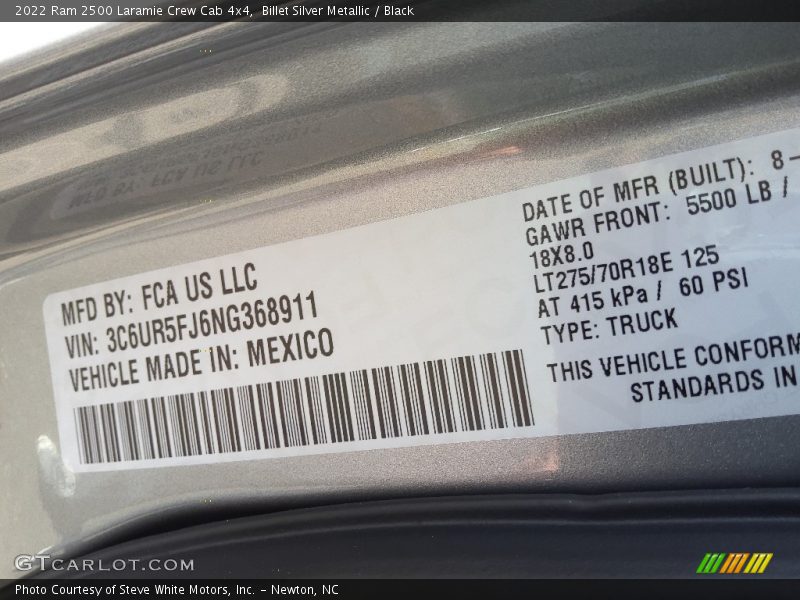 2022 Ram 2500 Laramie Crew Cab 4x4, Billet Silver Metallic / Black
MFD BY: FCA US LLC
VIN: 3C6UR5FJ6NG368911
VEHICLE MADE IN: MEXICO
DATE OF MFR (BUILT): 8-
GAWR FRONT: 5500 LB /
18X8.0
LT275/70R18E 125
AT 415 kPa / 60 PSI
TYPE: TRUCK
THIS VEHICLE CONFORM
STANDARDS IN
GTCARLOT.COM
Photo Courtesy of Steve White Motors, Inc. – Newton, NC